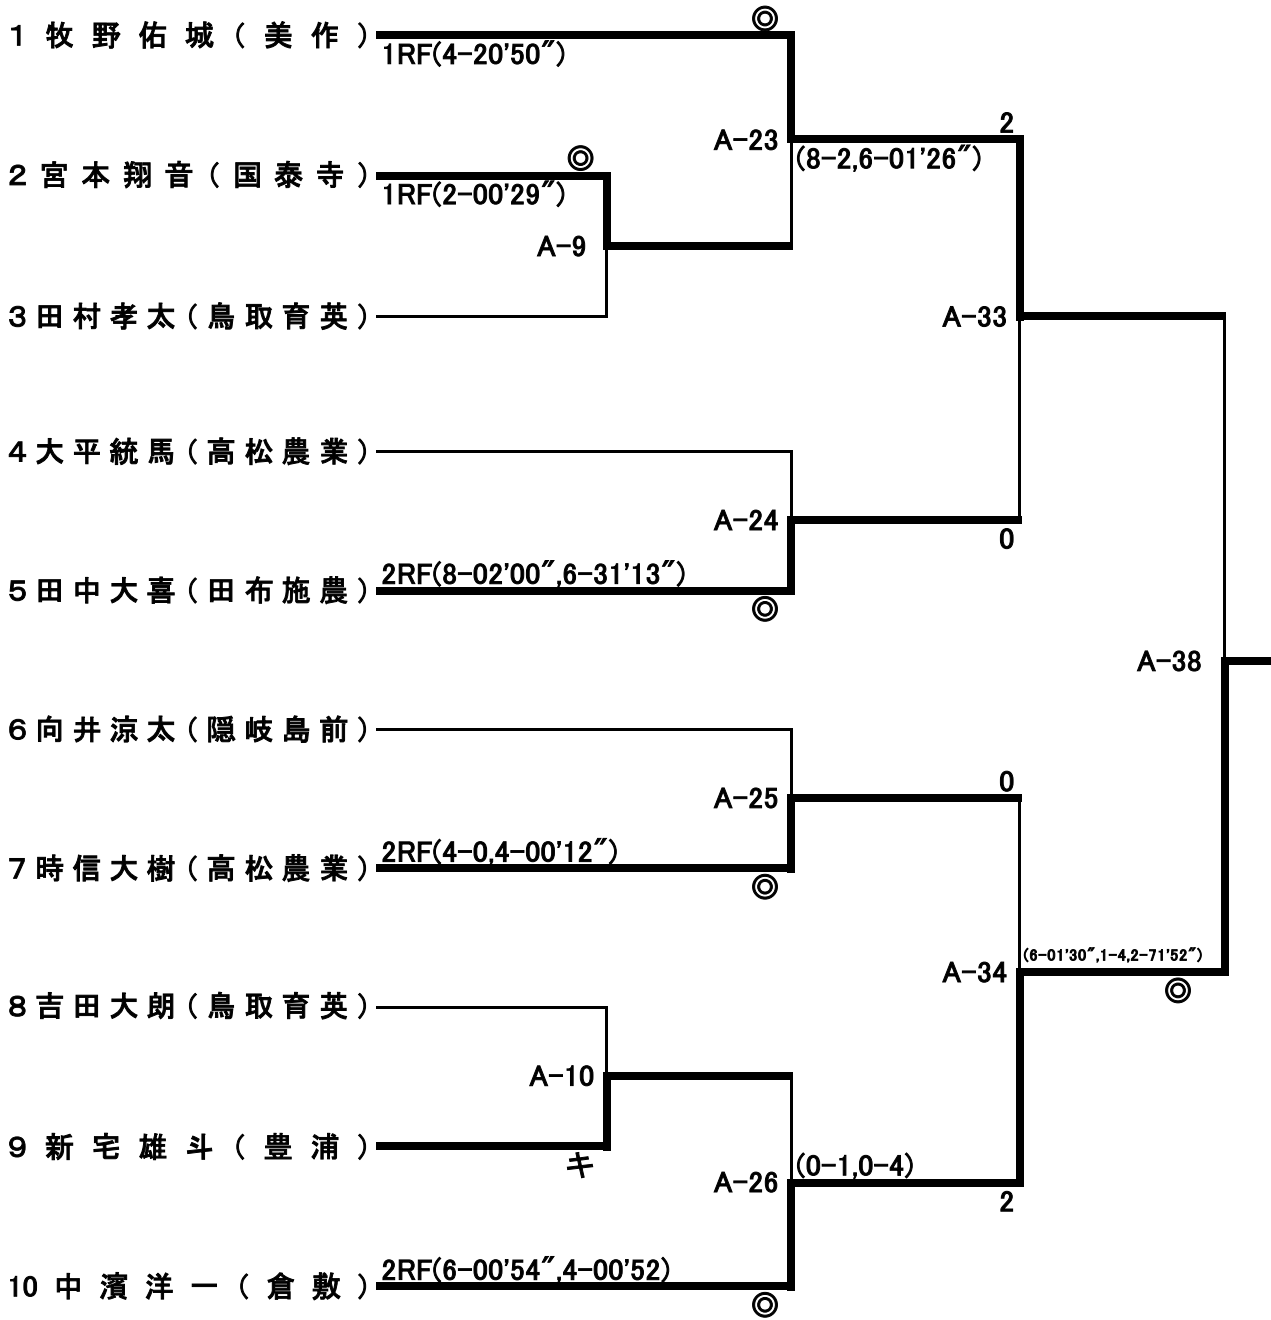 ◎
1 牧野佑城(美作)
1RF(4-20'50″)
2
A-23
(8-2,6-01'26″)
◎
2 宮本翔音(国泰寺)
1RF(2-00'29″)
A-9
3 田村孝太(鳥取育英)
A-33
4 大平統馬(高松農業)
A-24
0
2RF(8-02'00″,6-31'13″)
5 田中大喜(田布施農)
◎
A-38
6 向井涼太(隠岐島前)
0
A-25
2RF(4-0,4-00'12″)
7 時信大樹(高松農業)
◎
(6-01'30″,1-4,2-71'52″)
A-34
◎
8 吉田大朗(鳥取育英)
A-10
9 新宅雄斗(豊浦)
キ
(0-1,0-4)
A-26
2
2RF(6-00'54″,4-00'52)
10 中濱洋一(倉敷)
◎